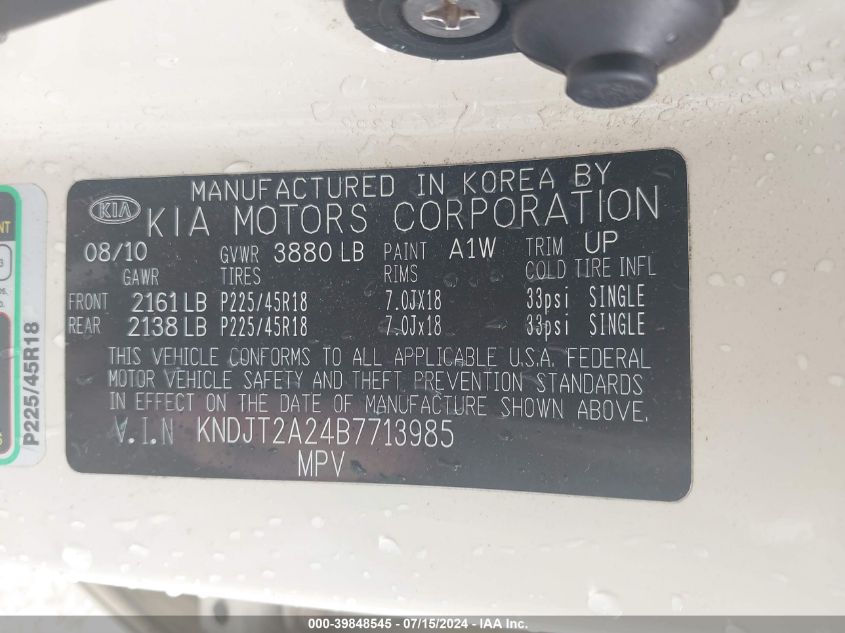 MANUFACTURED IN KOREA BY
KIA KIA MOTORS CORPORATION
08/10 GVWR 3880 LB PAINT A1W TRIM UP
GAWR TIRES RIMS COLD TIRE INFL
FRONT 2161 LB P225/45R18 7.0JX18 33psi SINGLE
REAR 2138 LB P225/45R18 7.0Jx18 33psi SINGLE
THIS VEHICLE CONFORMS TO ALL APPLICABLE U.S.A. FEDERAL
MOTOR VEHICLE SAFETY AND THEFT PREVENTION STANDARDS
IN EFFECT ON THE DATE OF MANUFACTURE SHOWN ABOVE.
V.I.N KNDJT2A24B7713985
MPV
P225/45R18
000-39848545 - 07/15/2024 - IAA Inc.